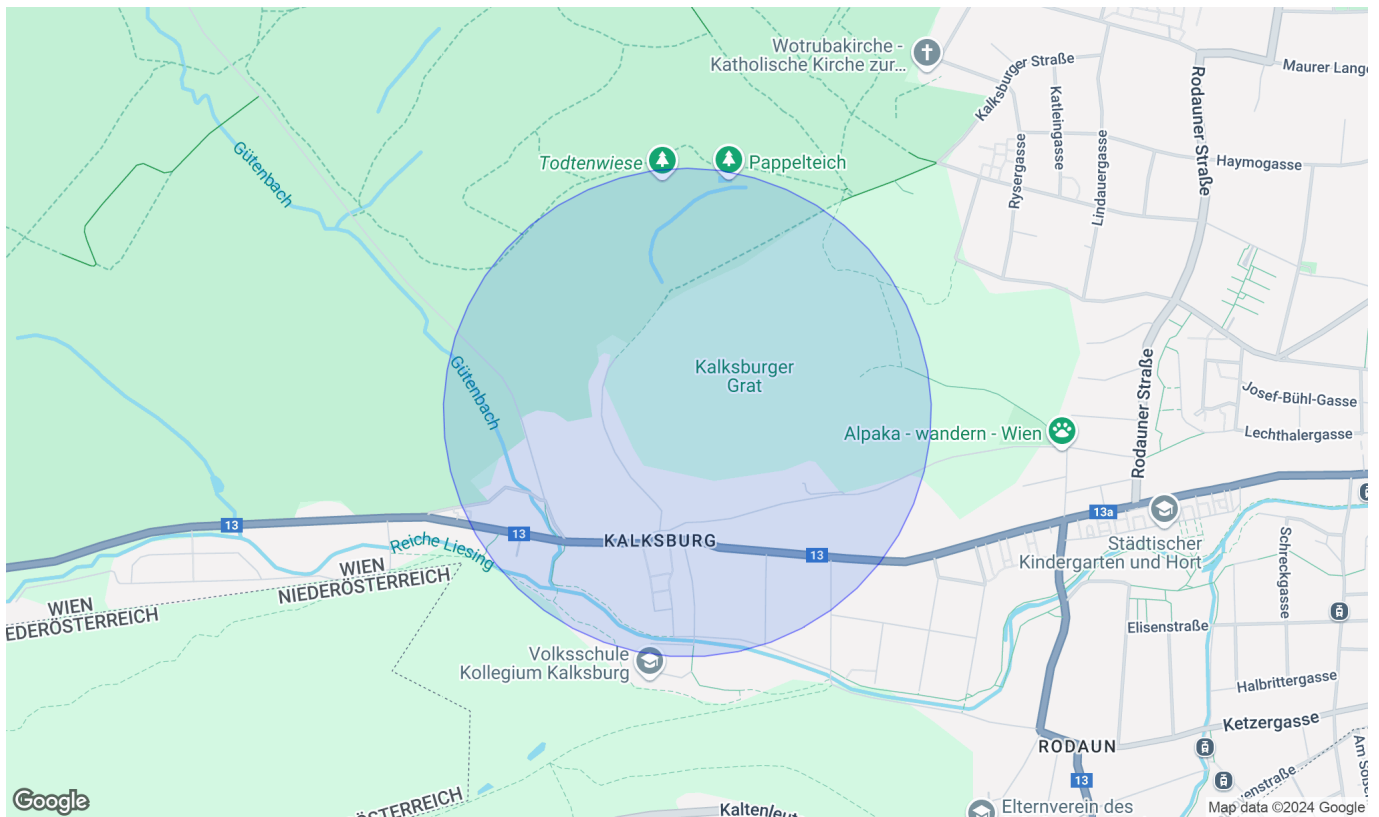 Wotrubakirche -
Katholische Kirche zur...
Kalksburger Straße
Maurer Lange
Rodauner Straße
Katleingasse
Gütenbach
Todtenwiese
Pappelteich
Rysergasse
Lindauergasse
Haymogasse
Gütenbach
Kalksburger
Grat
Rodauner Straße
Josef-Bühl-Gasse
Alpaka - wandern - Wien
Lechthalergasse
13
13
KALKSBURG
13
13a
Reiche Liesing
Städtischer
Kindergarten und Hort
Schreckgasse
WIEN
NIEDERÖSTERREICH
WIEN
IEDERÖSTERREICH
Elisenstraße
Volksschule
Kollegium Kalksburg
Halbrittergasse
Ketzergasse
RODAUN
13
Google
ÖSTERREICH
Kaltenleut
Elternverein des
Map data ©2024 Google